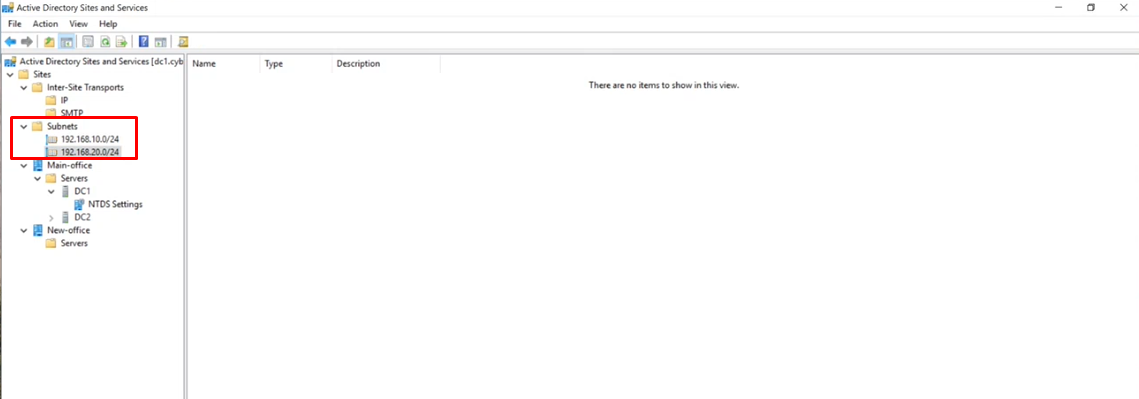 Active Directory Sites and Services
File Action View Help
Active Directory Sites and Services [dc1.cyb
Name Type Description
Sites
There are no items to show in this view.
Inter-Site Transports
IP
SMTP
Subnets
192.168.10.0/24
192.168.20.0/24
Main-office
Servers
DC1
NTDS Settings
DC2
New-office
Servers